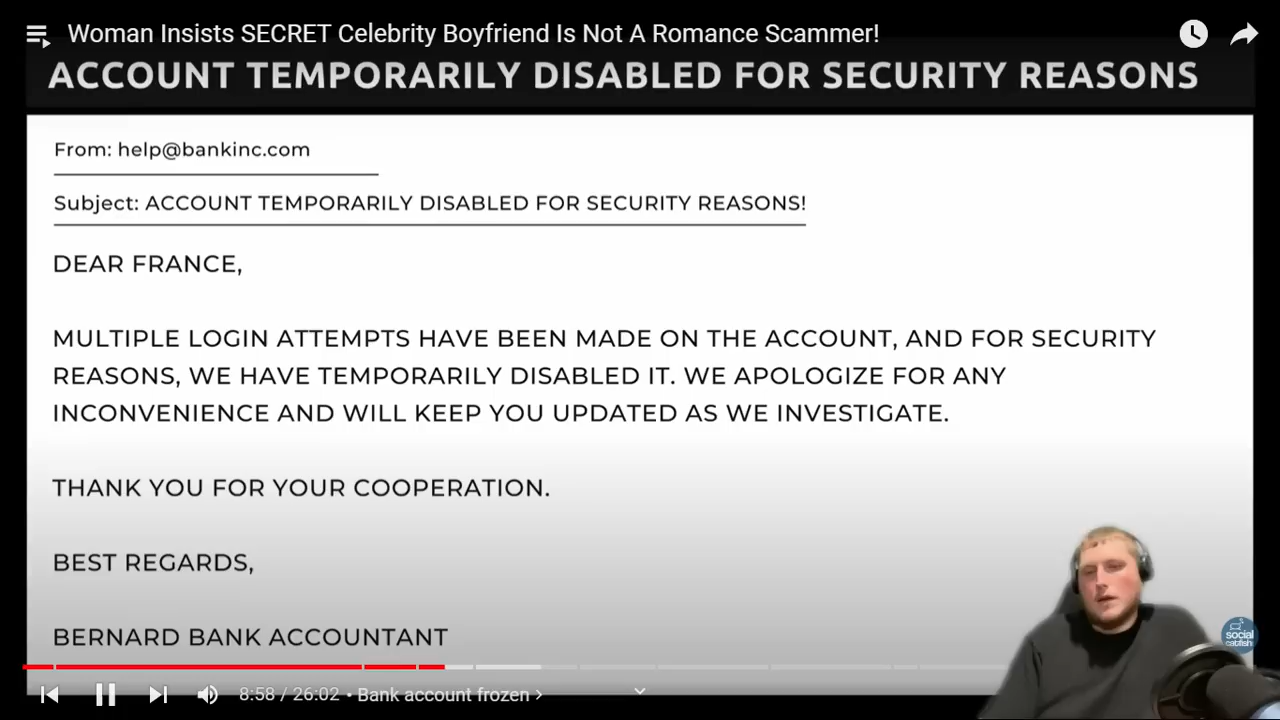 Woman Insists SECRET Celebrity Boyfriend Is Not A Romance Scammer!
ACCOUNT TEMPORARILY DISABLED FOR SECURITY REASONS
From: help@bankinc.com
Subject: ACCOUNT TEMPORARILY DISABLED FOR SECURITY REASONS!
DEAR FRANCE,
MULTIPLE LOGIN ATTEMPTS HAVE BEEN MADE ON THE ACCOUNT, AND FOR SECURITY
REASONS, WE HAVE TEMPORARILY DISABLED IT. WE APOLOGIZE FOR ANY
INCONVENIENCE AND WILL KEEP YOU UPDATED AS WE INVESTIGATE.
THANK YOU FOR YOUR COOPERATION.
BEST REGARDS,
BERNARD BANK ACCOUNTANT
social
catfish
8:58 / 26:02 • Bank account frozen ›